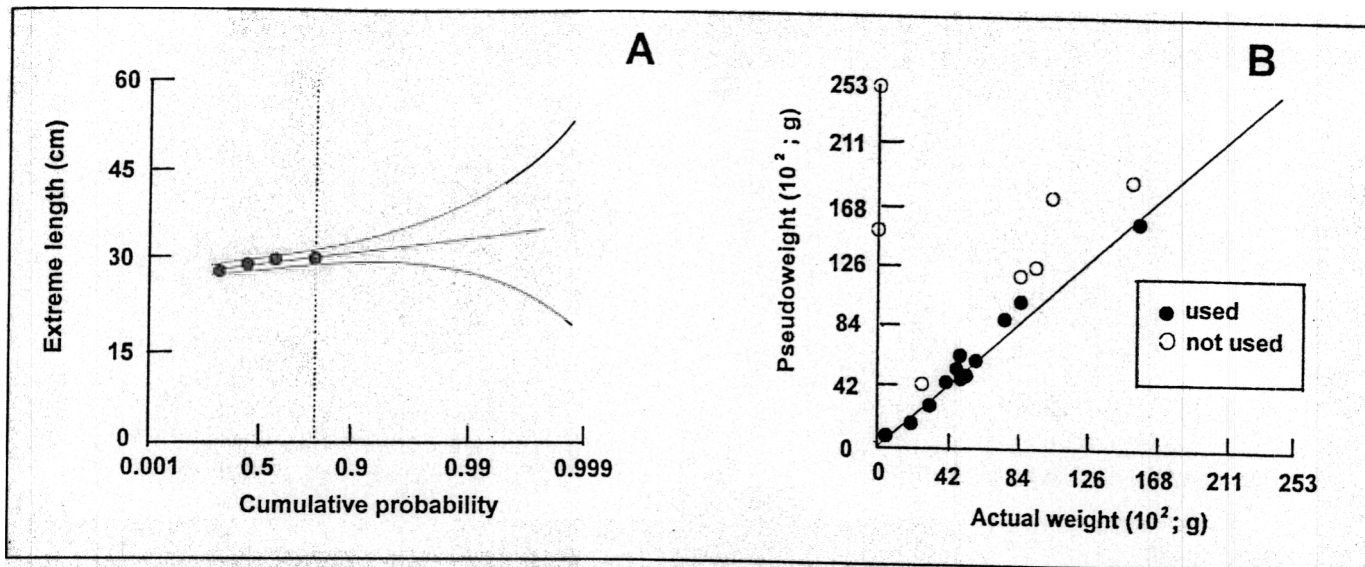 A
60
45
30
15
0
Extreme length (cm)
0.001 0.5 0.9 0.99 0.999
Cumulative probability
B
253
211
168
126
84
42
0
Pseudoweight (10²; g)
used
not used
0 42 84 126 168 211 253
Actual weight (10²; g)